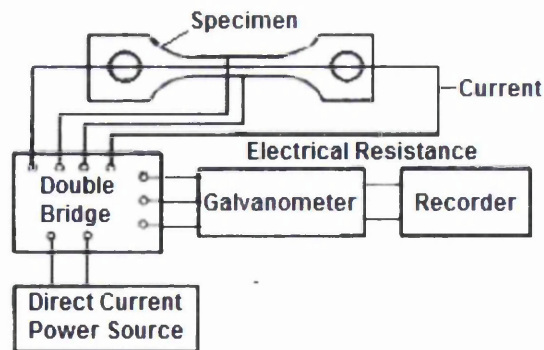 Specimen
Current
Electrical Resistance
Double
Bridge
Galvanometer
Recorder
Direct Current
Power Source